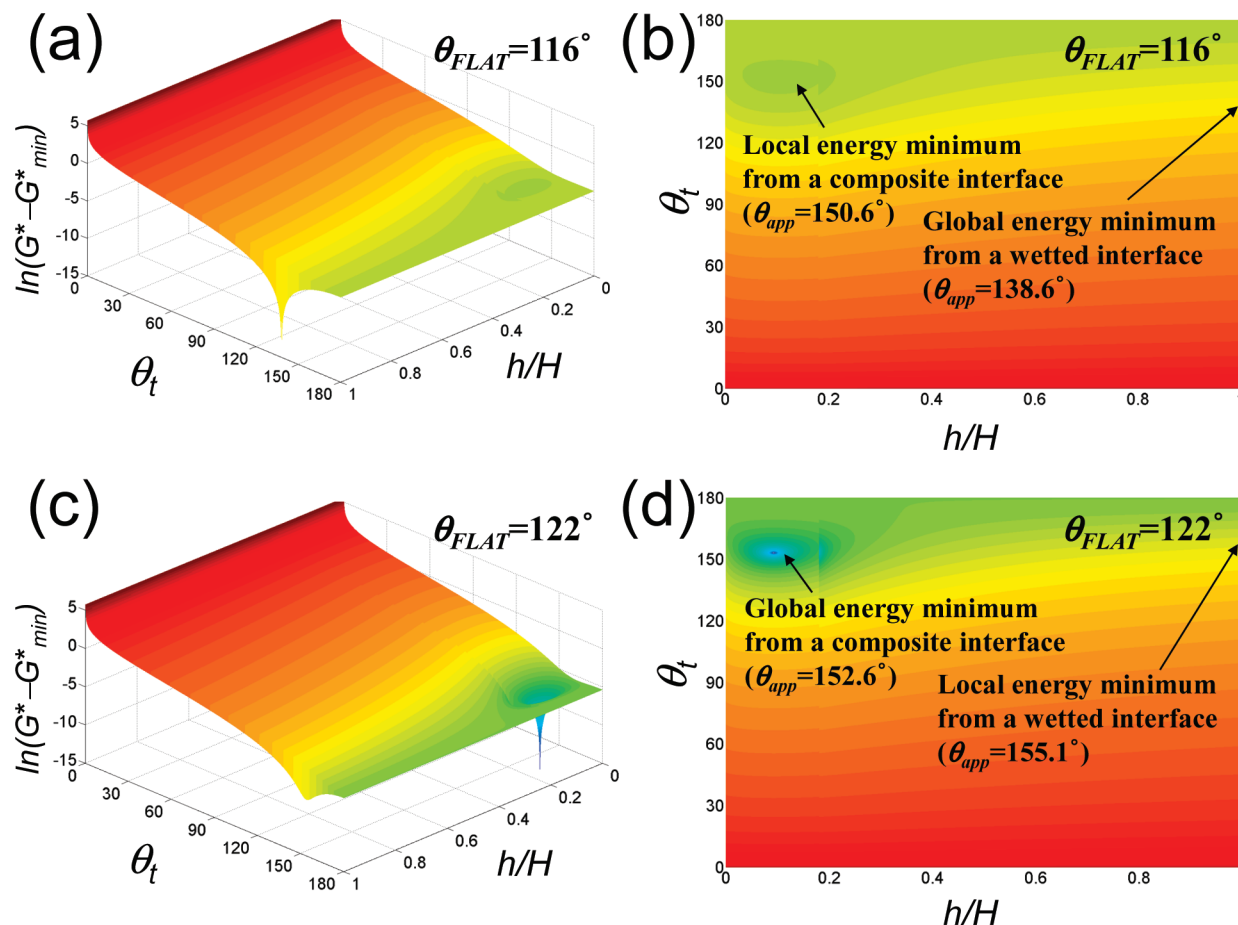 (a)
θFLAT=116°
ln(G*–G*min)
5
0
-5
-10
-15
0
30
60
90
120
150
180
θt
0
0.2
0.4
0.6
0.8
1
h/H
(b)
θFLAT=116°
180
150
120
90
60
30
0
θt
Local energy minimum
from a composite interface
(θapp=150.6°)
Global energy minimum
from a wetted interface
(θapp=138.6°)
0
0.2
0.4
0.6
0.8
h/H
(c)
θFLAT=122°
ln(G*–G*min)
5
0
-5
-10
-15
0
30
60
90
120
150
180
θt
0
0.2
0.4
0.6
0.8
1
h/H
(d)
θFLAT=122°
180
150
120
90
60
30
0
θt
Global energy minimum
from a composite interface
(θapp=152.6°)
Local energy minimum
from a wetted interface
(θapp=155.1°)
0
0.2
0.4
0.6
0.8
h/H